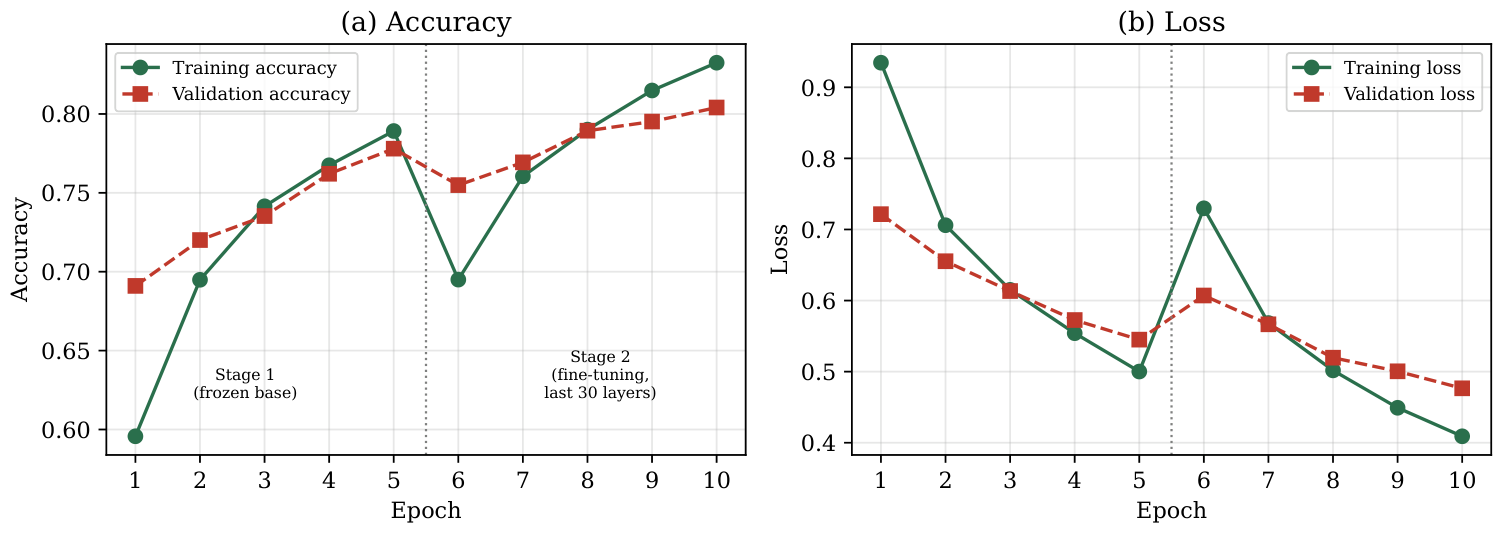 (a) Accuracy
Training accuracy
Validation accuracy
0.80
0.75
0.70
0.65
0.60
Accuracy
Stage 1
(frozen base)
Stage 2
(fine-tuning,
last 30 layers)
1 2 3 4 5 6 7 8 9 10
Epoch
(b) Loss
Training loss
Validation loss
0.9
0.8
0.7
0.6
0.5
0.4
Loss
1 2 3 4 5 6 7 8 9 10
Epoch